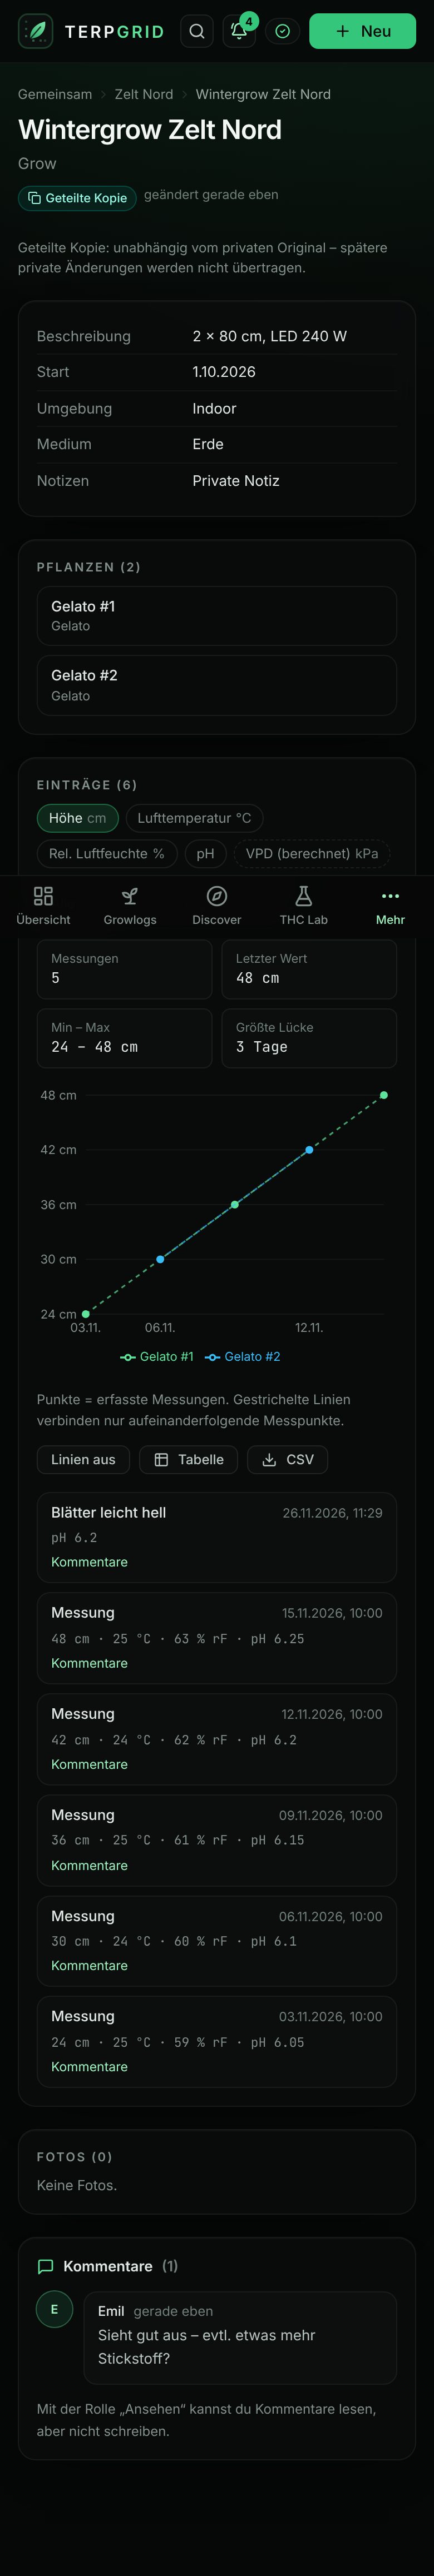 TERPGRID
4
Neu
Gemeinsam > Zelt Nord > Wintergrow Zelt Nord
Wintergrow Zelt Nord
Grow
Geteilte Kopie geändert gerade eben
Geteilte Kopie: unabhängig vom privaten Original – spätere
private Änderungen werden nicht übertragen.
Beschreibung 2 × 80 cm, LED 240 W
Start 1.10.2026
Umgebung Indoor
Medium Erde
Notizen Private Notiz
PFLANZEN (2)
Gelato #1
Gelato
Gelato #2
Gelato
EINTRÄGE (6)
Höhe cm Lufttemperatur °C
Rel. Luftfeuchte % pH VPD (berechnet) kPa
Übersicht Growlogs Discover THC Lab Mehr
Messungen
5
Letzter Wert
48 cm
Min – Max
24 – 48 cm
Größte Lücke
3 Tage
48 cm
42 cm
36 cm
30 cm
24 cm
03.11. 06.11. 12.11.
Gelato #1 Gelato #2
Punkte = erfasste Messungen. Gestrichelte Linien
verbinden nur aufeinanderfolgende Messpunkte.
Linien aus Tabelle CSV
Blätter leicht hell 26.11.2026, 11:29
pH 6.2
Kommentare
Messung 15.11.2026, 10:00
48 cm · 25 °C · 63 % rF · pH 6.25
Kommentare
Messung 12.11.2026, 10:00
42 cm · 24 °C · 62 % rF · pH 6.2
Kommentare
Messung 09.11.2026, 10:00
36 cm · 25 °C · 61 % rF · pH 6.15
Kommentare
Messung 06.11.2026, 10:00
30 cm · 24 °C · 60 % rF · pH 6.1
Kommentare
Messung 03.11.2026, 10:00
24 cm · 25 °C · 59 % rF · pH 6.05
Kommentare
FOTOS (0)
Keine Fotos.
Kommentare (1)
E
Emil gerade eben
Sieht gut aus – evtl. etwas mehr
Stickstoff?
Mit der Rolle „Ansehen“ kannst du Kommentare lesen,
aber nicht schreiben.